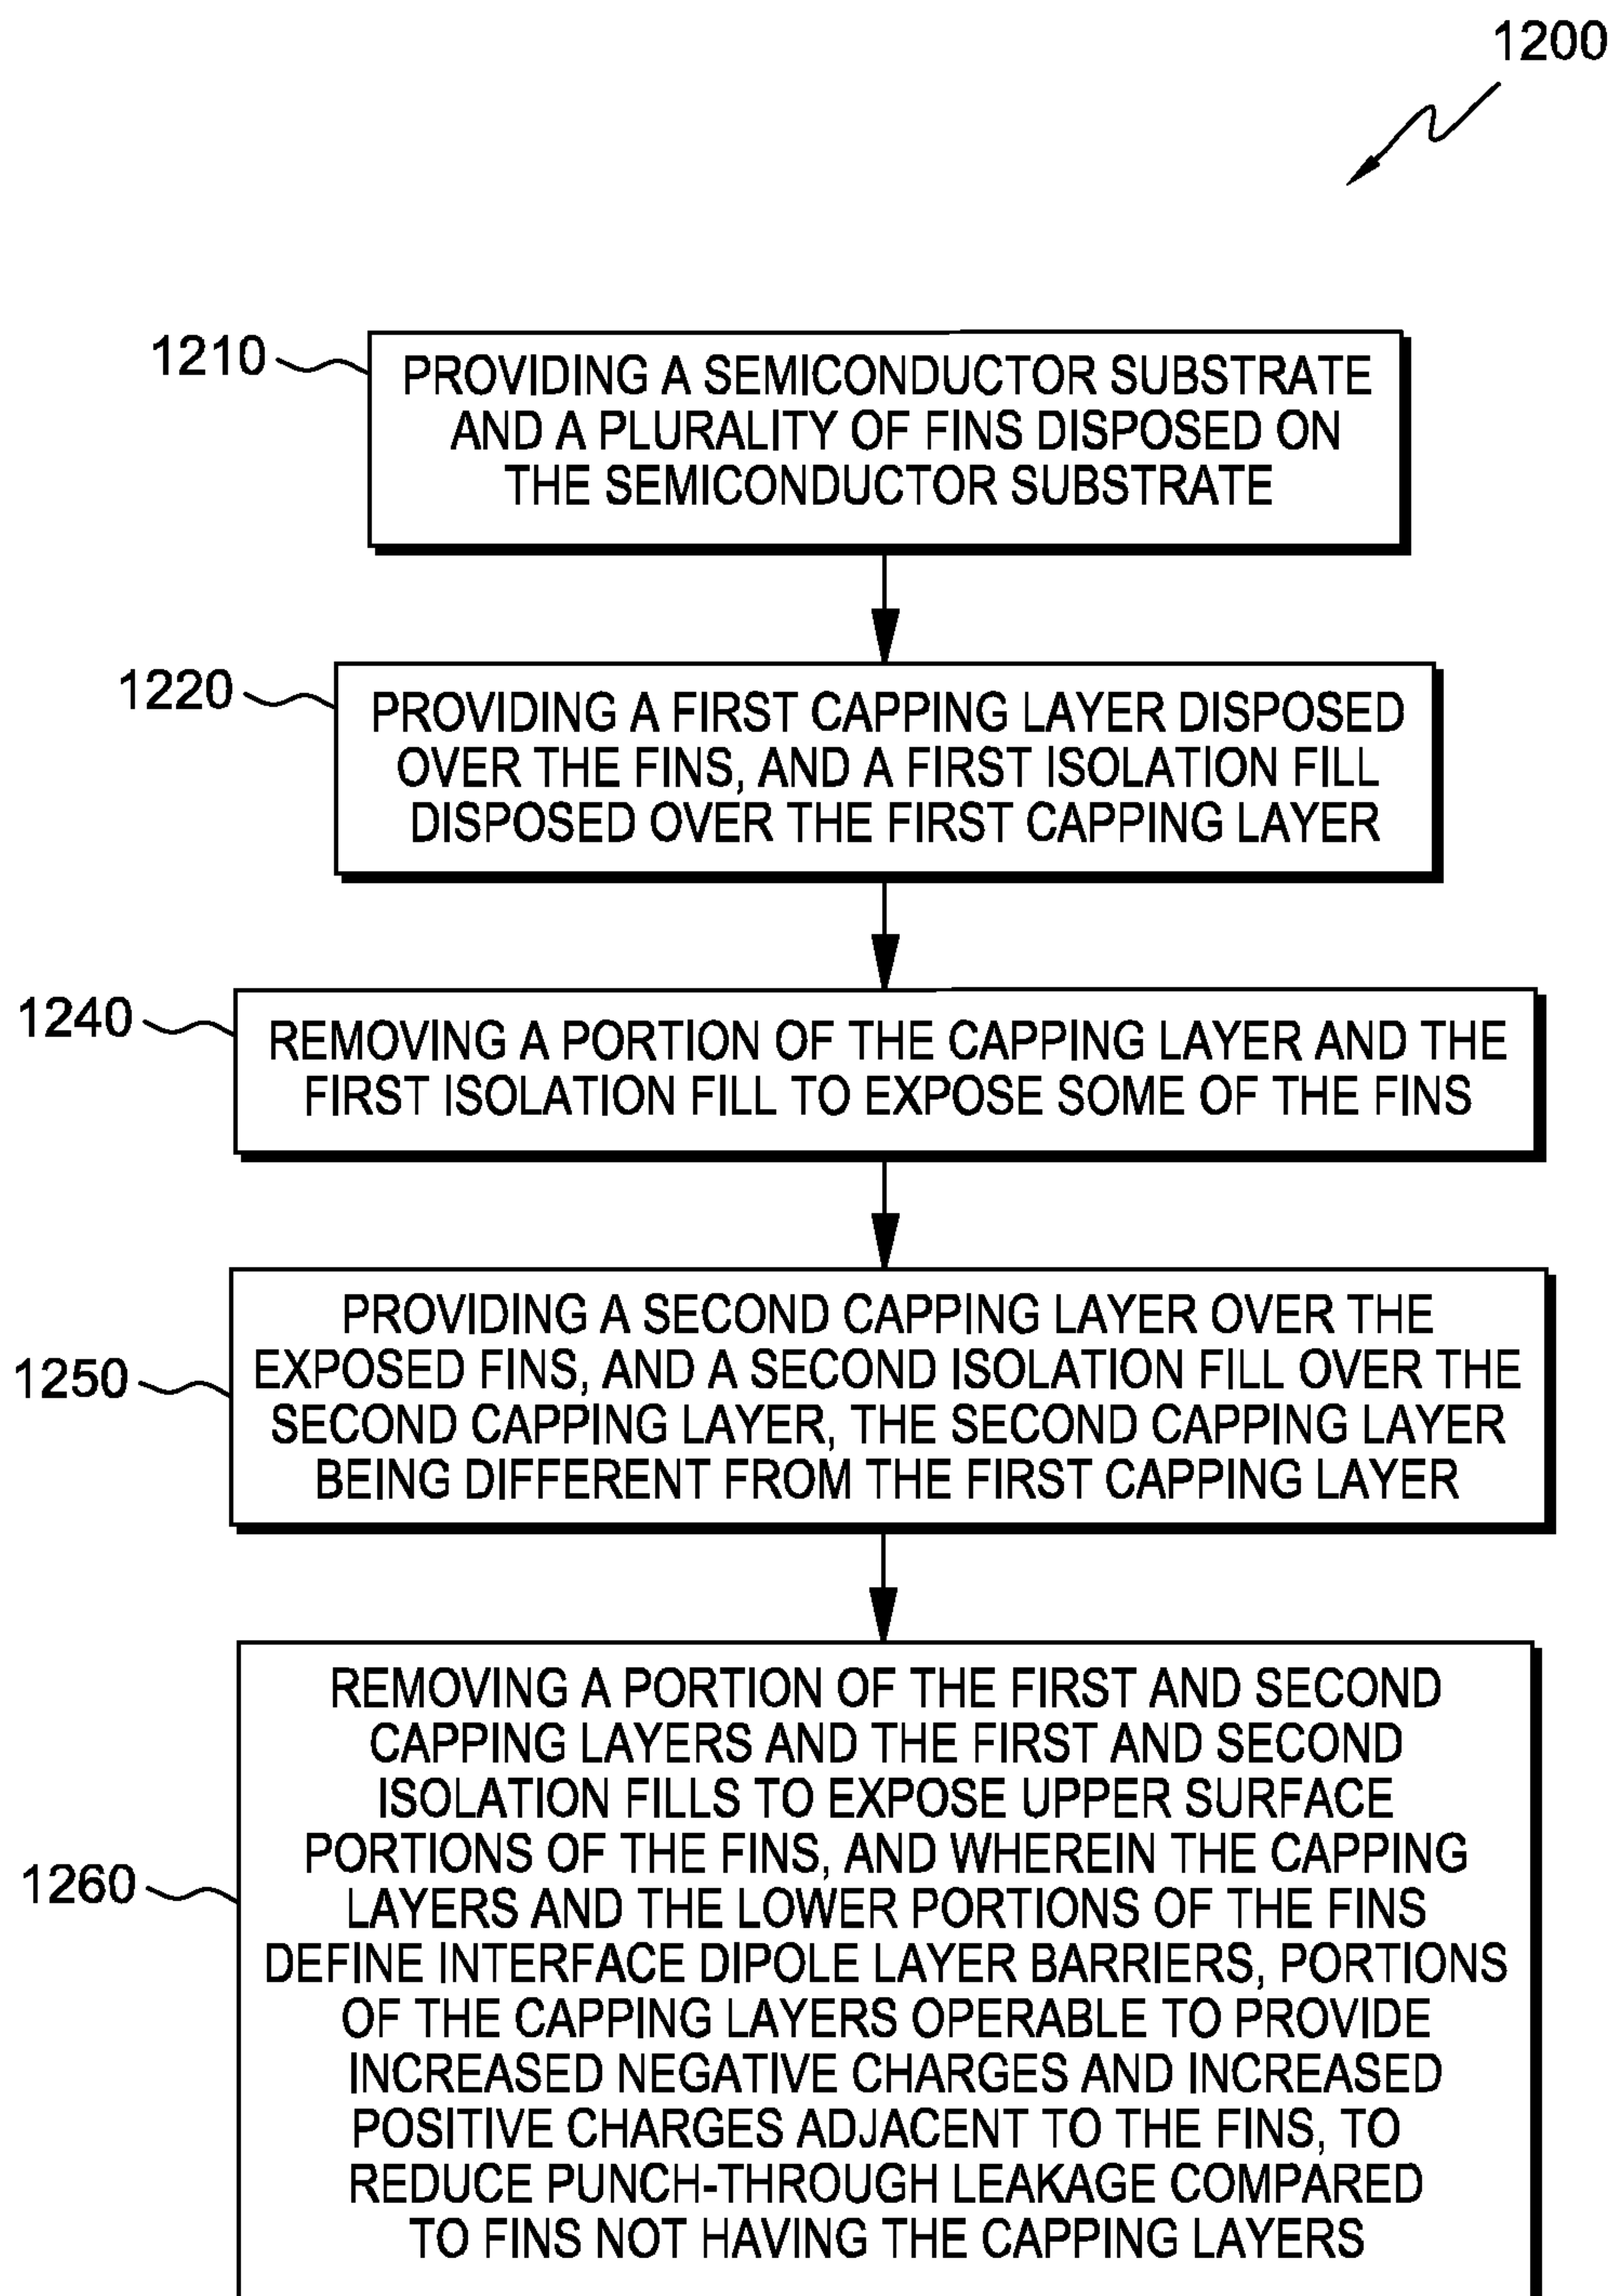 1200
1210
PROVIDING A SEMICONDUCTOR SUBSTRATE
AND A PLURALITY OF FINS DISPOSED ON
THE SEMICONDUCTOR SUBSTRATE
1220
PROVIDING A FIRST CAPPING LAYER DISPOSED
OVER THE FINS, AND A FIRST ISOLATION FILL
DISPOSED OVER THE FIRST CAPPING LAYER
1240
REMOVING A PORTION OF THE CAPPING LAYER AND THE
FIRST ISOLATION FILL TO EXPOSE SOME OF THE FINS
1250
PROVIDING A SECOND CAPPING LAYER OVER THE
EXPOSED FINS, AND A SECOND ISOLATION FILL OVER THE
SECOND CAPPING LAYER, THE SECOND CAPPING LAYER
BEING DIFFERENT FROM THE FIRST CAPPING LAYER
1260
REMOVING A PORTION OF THE FIRST AND SECOND
CAPPING LAYERS AND THE FIRST AND SECOND
ISOLATION FILLS TO EXPOSE UPPER SURFACE
PORTIONS OF THE FINS, AND WHEREIN THE CAPPING
LAYERS AND THE LOWER PORTIONS OF THE FINS
DEFINE INTERFACE DIPOLE LAYER BARRIERS, PORTIONS
OF THE CAPPING LAYERS OPERABLE TO PROVIDE
INCREASED NEGATIVE CHARGES AND INCREASED
POSITIVE CHARGES ADJACENT TO THE FINS, TO
REDUCE PUNCH-THROUGH LEAKAGE COMPARED
TO FINS NOT HAVING THE CAPPING LAYERS